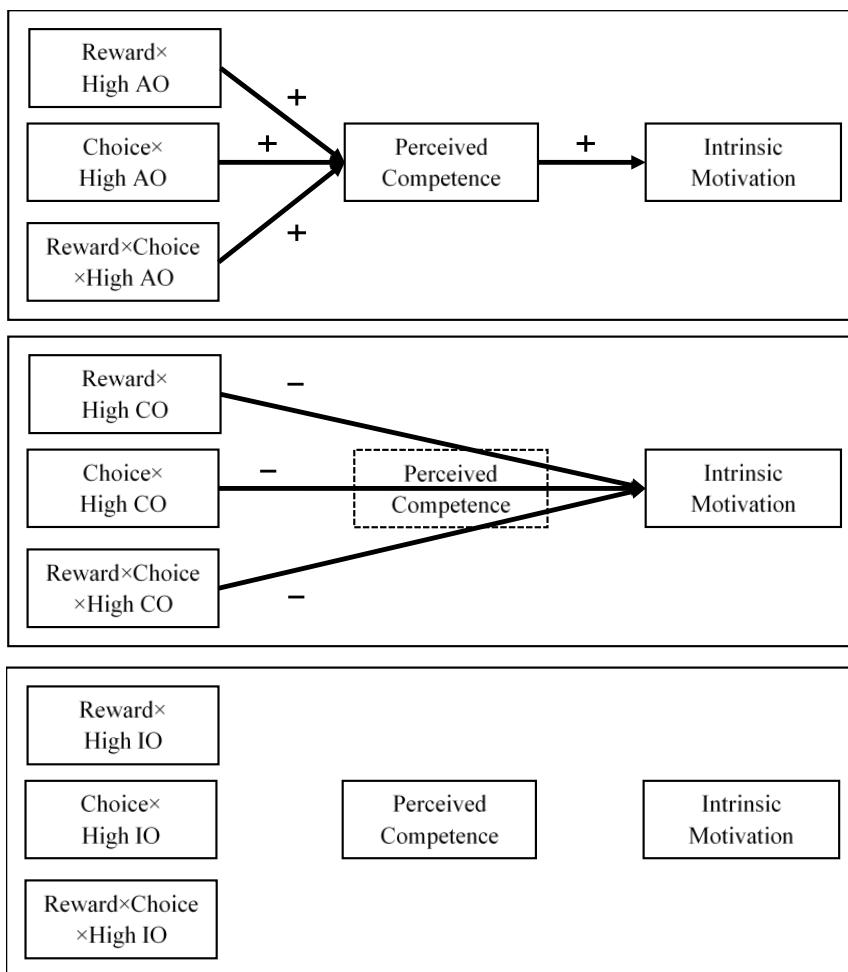 Reward×
High AO
+
Choice×
High AO
+
Perceived
Competence
+
Intrinsic
Motivation
Reward×Choice
×High AO
+
Reward×
High CO
−
Choice×
High CO
−
Perceived
Competence
Intrinsic
Motivation
Reward×Choice
×High CO
−
Reward×
High IO
Choice×
High IO
Perceived
Competence
Intrinsic
Motivation
Reward×Choice
×High IO